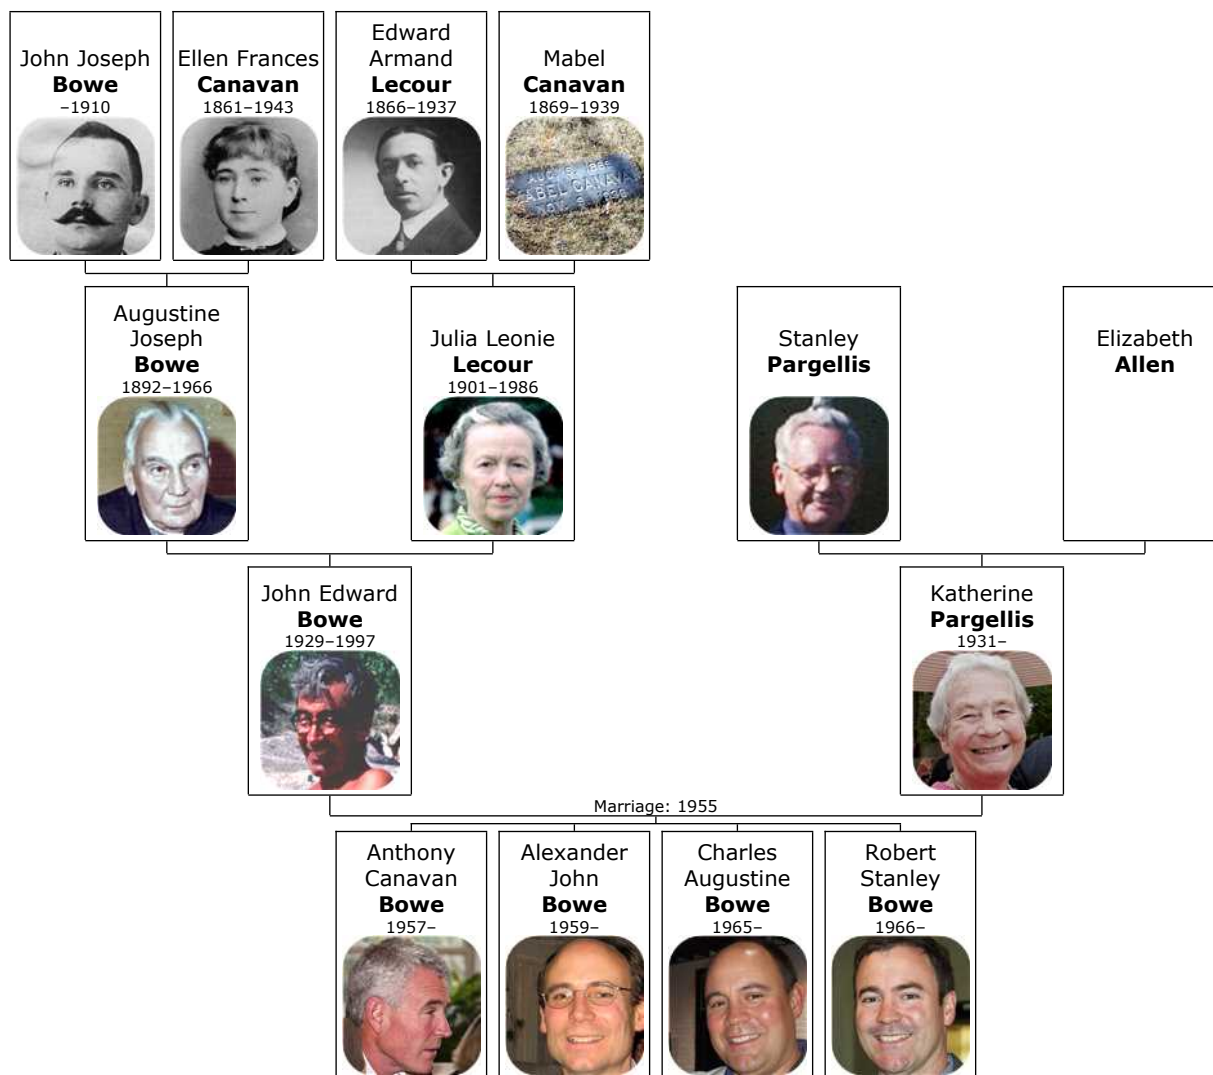 John Joseph
Bowe
–1910
Ellen Frances
Canavan
1861–1943
Edward
Armand
Lecour
1866–1937
Mabel
Canavan
1869–1939
ABEL CANAVA
Augustine
Joseph
Bowe
1892–1966
Julia Leonie
Lecour
1901–1986
Stanley
Pargellis
Elizabeth
Allen
John Edward
Bowe
1929–1997
Katherine
Pargellis
1931–
Marriage: 1955
Anthony
Canavan
Bowe
1957–
Alexander
John
Bowe
1959–
Charles
Augustine
Bowe
1965–
Robert
Stanley
Bowe
1966–